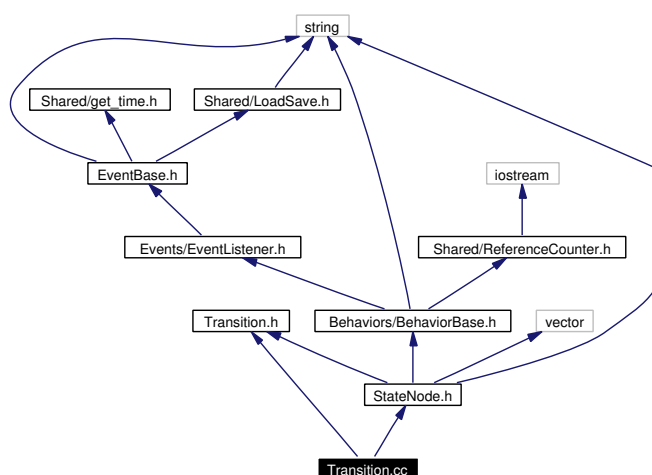 string
Shared/get_time.h
Shared/LoadSave.h
EventBase.h
iostream
Events/EventListener.h
Shared/ReferenceCounter.h
Transition.h
Behaviors/BehaviorBase.h
vector
StateNode.h
Transition.cc